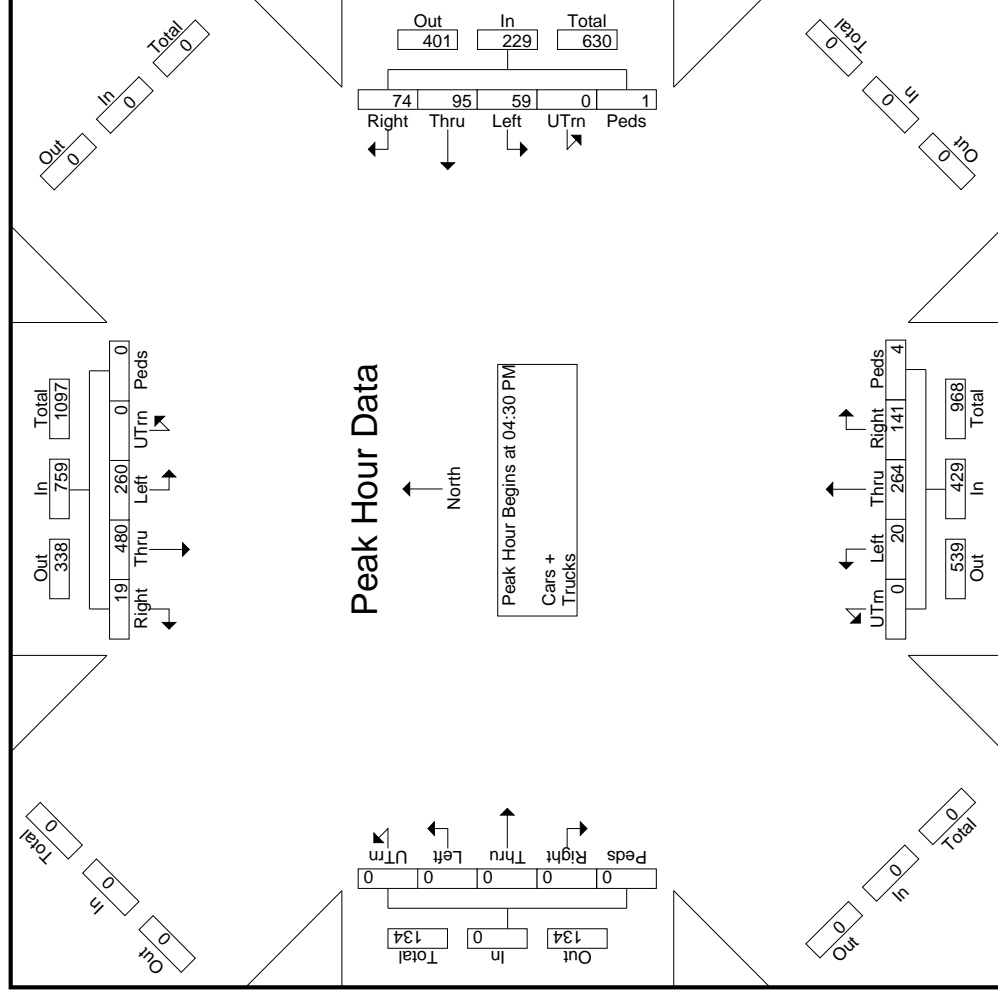 Out In Total
401 229 630
74 95 59 0 1
Right Thru Left UTrn Peds
Total
0
In
0
Out
0
Total
0
In
0
Out
0
Out In Total
338 759 1097
19 480 260 0 0
Right Thru Left UTrn Peds
Peak Hour Data
North
Peak Hour Begins at 04:30 PM
Cars +
Trucks
UTrn Left Thru Right Peds
0 20 264 141 4
539 429 968
Out In Total
UTrn Left Thru Right Peds
0 0 0 0 0
134 0 134
Total In Out
Total
0
In
0
Out
0
Out
0
In
0
Total
0